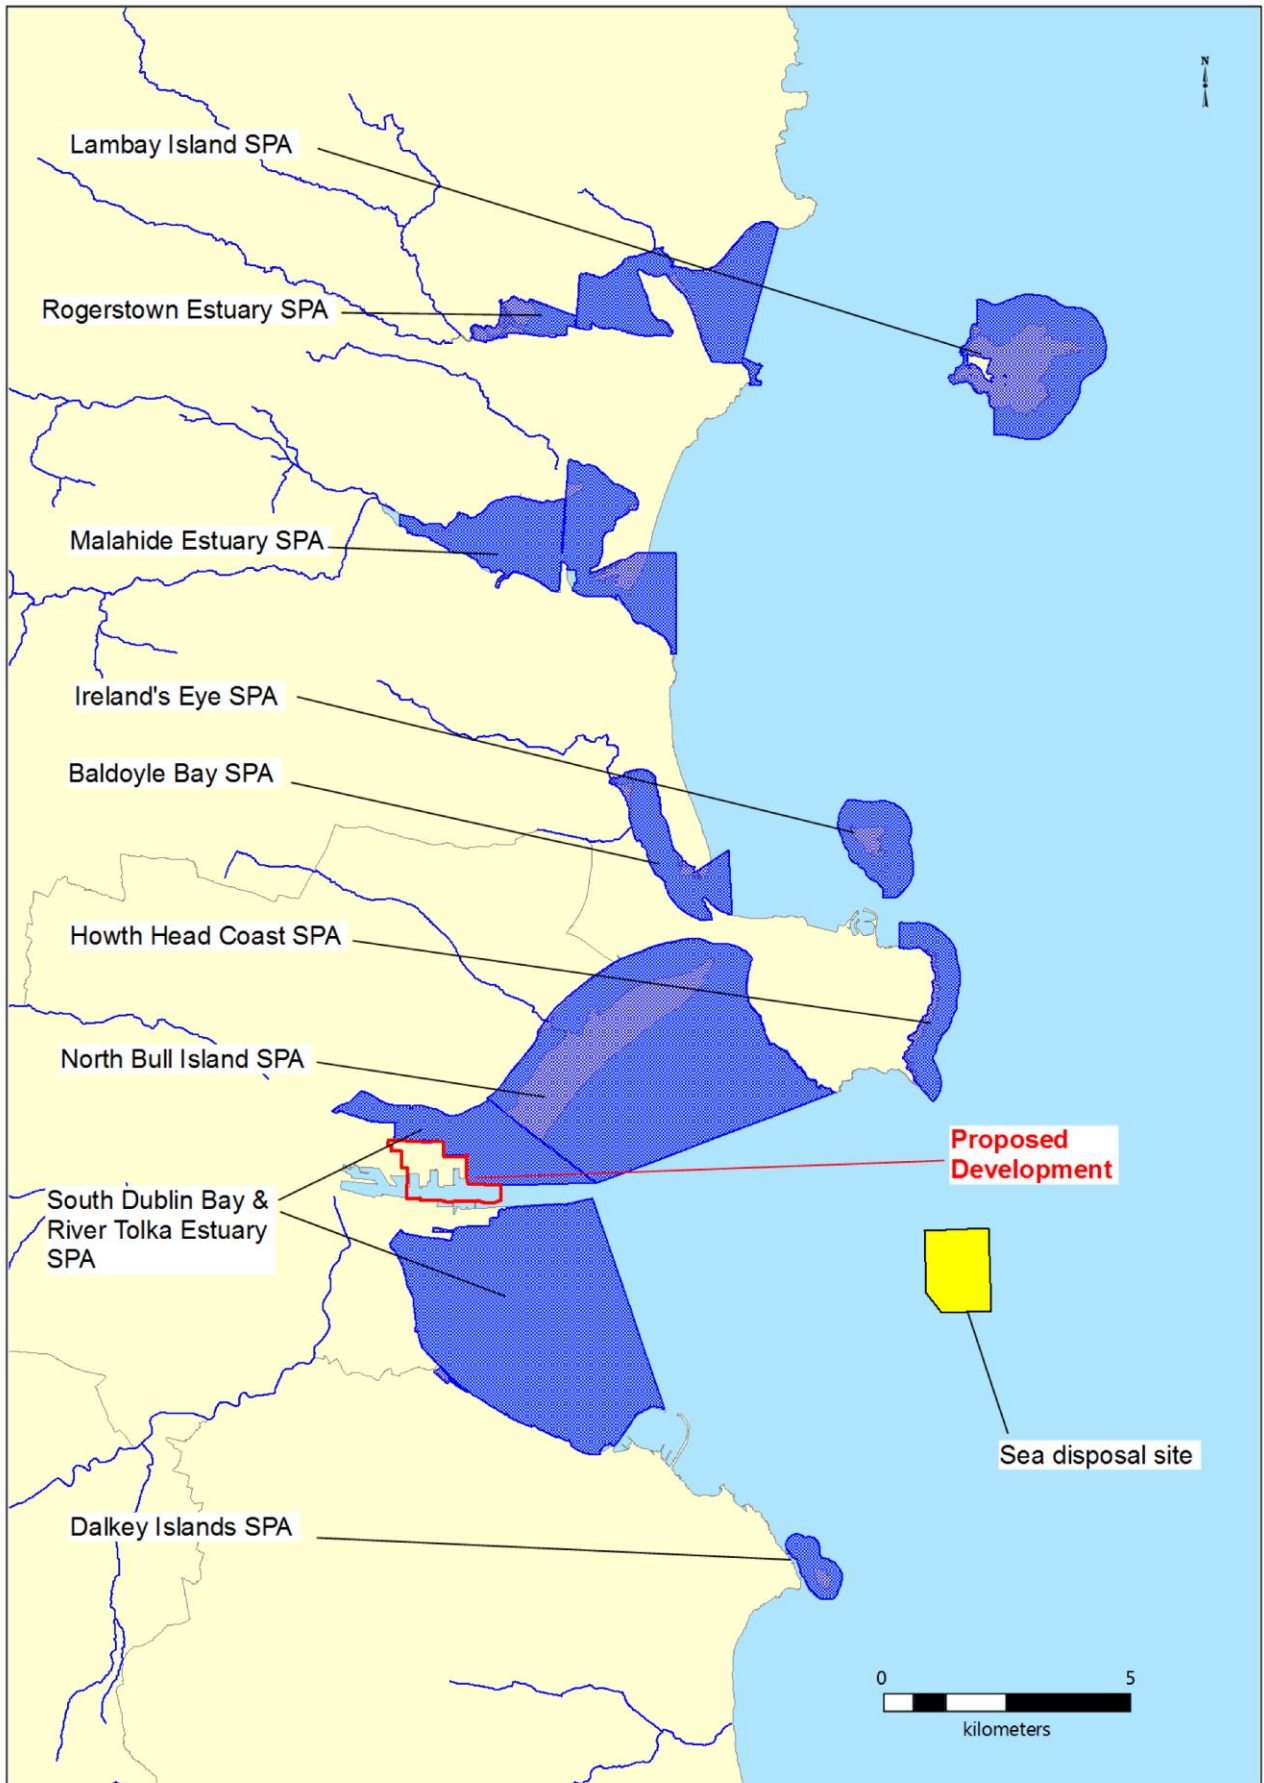 N
Lambay Island SPA
Rogerstown Estuary SPA
Malahide Estuary SPA
Ireland's Eye SPA
Baldoyle Bay SPA
Howth Head Coast SPA
North Bull Island SPA
Proposed
Development
South Dublin Bay &
River Tolka Estuary
SPA
Sea disposal site
Dalkey Islands SPA
0 5
kilometers